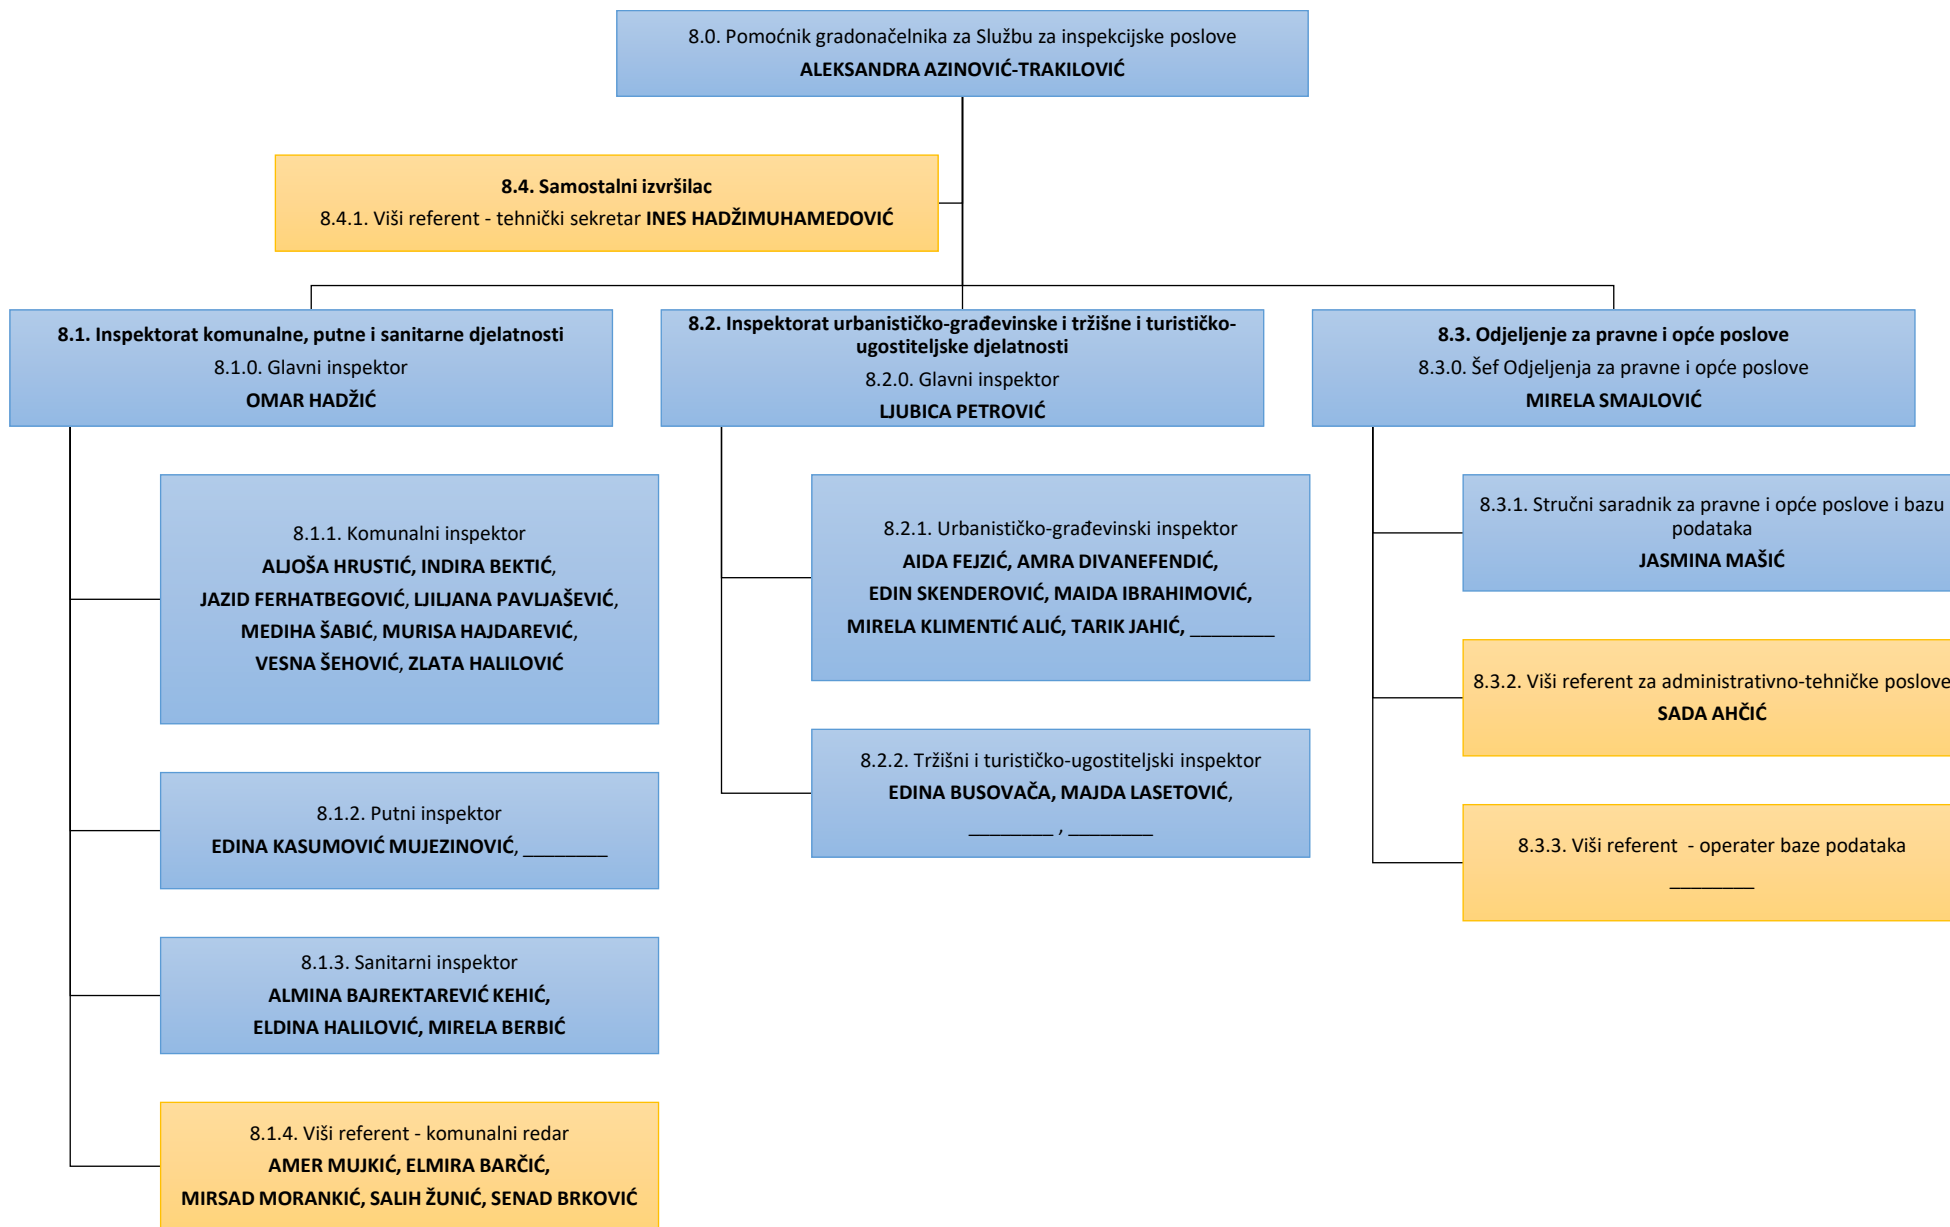 8.0. Pomoćnik gradonačelnika za Službu za inspekcijske poslove
ALEKSANDRA AZINOVIĆ-TRAKILOVIĆ
8.4. Samostalni izvršilac
8.4.1. Viši referent - tehnički sekretar INES HADŽIMUHAMEDOVIĆ
8.1. Inspektorat komunalne, putne i sanitarne djelatnosti
8.1.0. Glavni inspektor
OMAR HADŽIĆ
8.1.1. Komunalni inspektor
ALJOŠA HRUSTIĆ, INDIRA BEKTIĆ,
JAZID FERHATBEGOVIĆ, LJILJANA PAVLJAŠEVIĆ,
MEDIHA ŠABIĆ, MURISA HAJDAREVIĆ,
VESNA ŠEHOVIĆ, ZLATA HALILOVIĆ
8.1.2. Putni inspektor
EDINA KASUMOVIĆ MUJEZINOVIĆ, ________
8.1.3. Sanitarni inspektor
ALMINA BAJREKTAREVIĆ KEHIĆ,
ELDINA HALILOVIĆ, MIRELA BERBIĆ
8.1.4. Viši referent - komunalni redar
AMER MUJKIĆ, ELMIRA BARČIĆ,
MIRSAD MORANKIĆ, SALIH ŽUNIĆ, SENAD BRKOVIĆ
8.2. Inspektorat urbanističko-građevinske i tržišne i turističko-
ugostiteljske djelatnosti
8.2.0. Glavni inspektor
LJUBICA PETROVIĆ
8.2.1. Urbanističko-građevinski inspektor
AIDA FEJZIĆ, AMRA DIVANEFENDIĆ,
EDIN SKENDEROVIĆ, MAIDA IBRAHIMOVIĆ,
MIRELA KLIMENTIĆ ALIĆ, TARIK JAHIĆ, ________
8.2.2. Tržišni i turističko-ugostiteljski inspektor
EDINA BUSOVAČA, MAJDA LASETOVIĆ,
________ , ________
8.3. Odjeljenje za pravne i opće poslove
8.3.0. Šef Odjeljenja za pravne i opće poslove
MIRELA SMAJLOVIĆ
8.3.1. Stručni saradnik za pravne i opće poslove i bazu
podataka
JASMINA MAŠIĆ
8.3.2. Viši referent za administrativno-tehničke poslove
SADA AHČIĆ
8.3.3. Viši referent - operater baze podataka
________